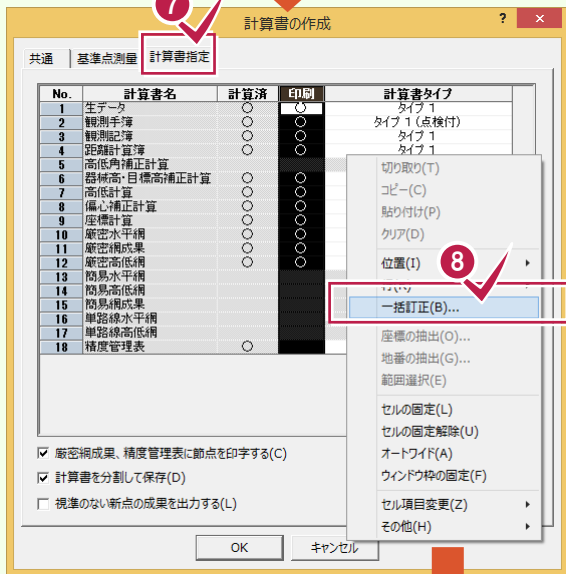 7
計算書の作成
? ×
共通 基準点測量 計算書指定
No. 計算書名 計算済 印刷 計算書タイプ
1 生データ ○ ○ タイプ 1
2 観測手簿 ○ ○ タイプ 1 (点検付)
3 観測記簿 ○ ○ タイプ 1
4 距離計算簿 ○ ○ タイプ 1
5 高低角補正計算
6 器械高・目標高補正計算 ○ ○
7 高低計算 ○ ○
8 偏心補正計算 ○ ○
9 座標計算 ○ ○
10 厳密水平網 ○ ○
11 厳密網成果 ○ ○
12 厳密高低網 ○ ○
13 簡易水平網
14 簡易高低網
15 簡易網成果
16 単路線水平網
17 単路線高低網
18 精度管理表 ○
切り取り(T)
コピー(C)
貼り付け(P)
クリア(D)
位置(I)
8
一括訂正(B)...
座標の抽出(O)...
地番の抽出(G)...
範囲選択(E)
セルの固定(L)
セルの固定解除(U)
オートワイド(A)
ウィンドウ枠の固定(F)
セル項目変更(Z)
その他(H)
厳密網成果、精度管理表に節点を印字する(C)
計算書を分割して保存(D)
視準のない新点の成果を出力する(L)
OK キャンセル